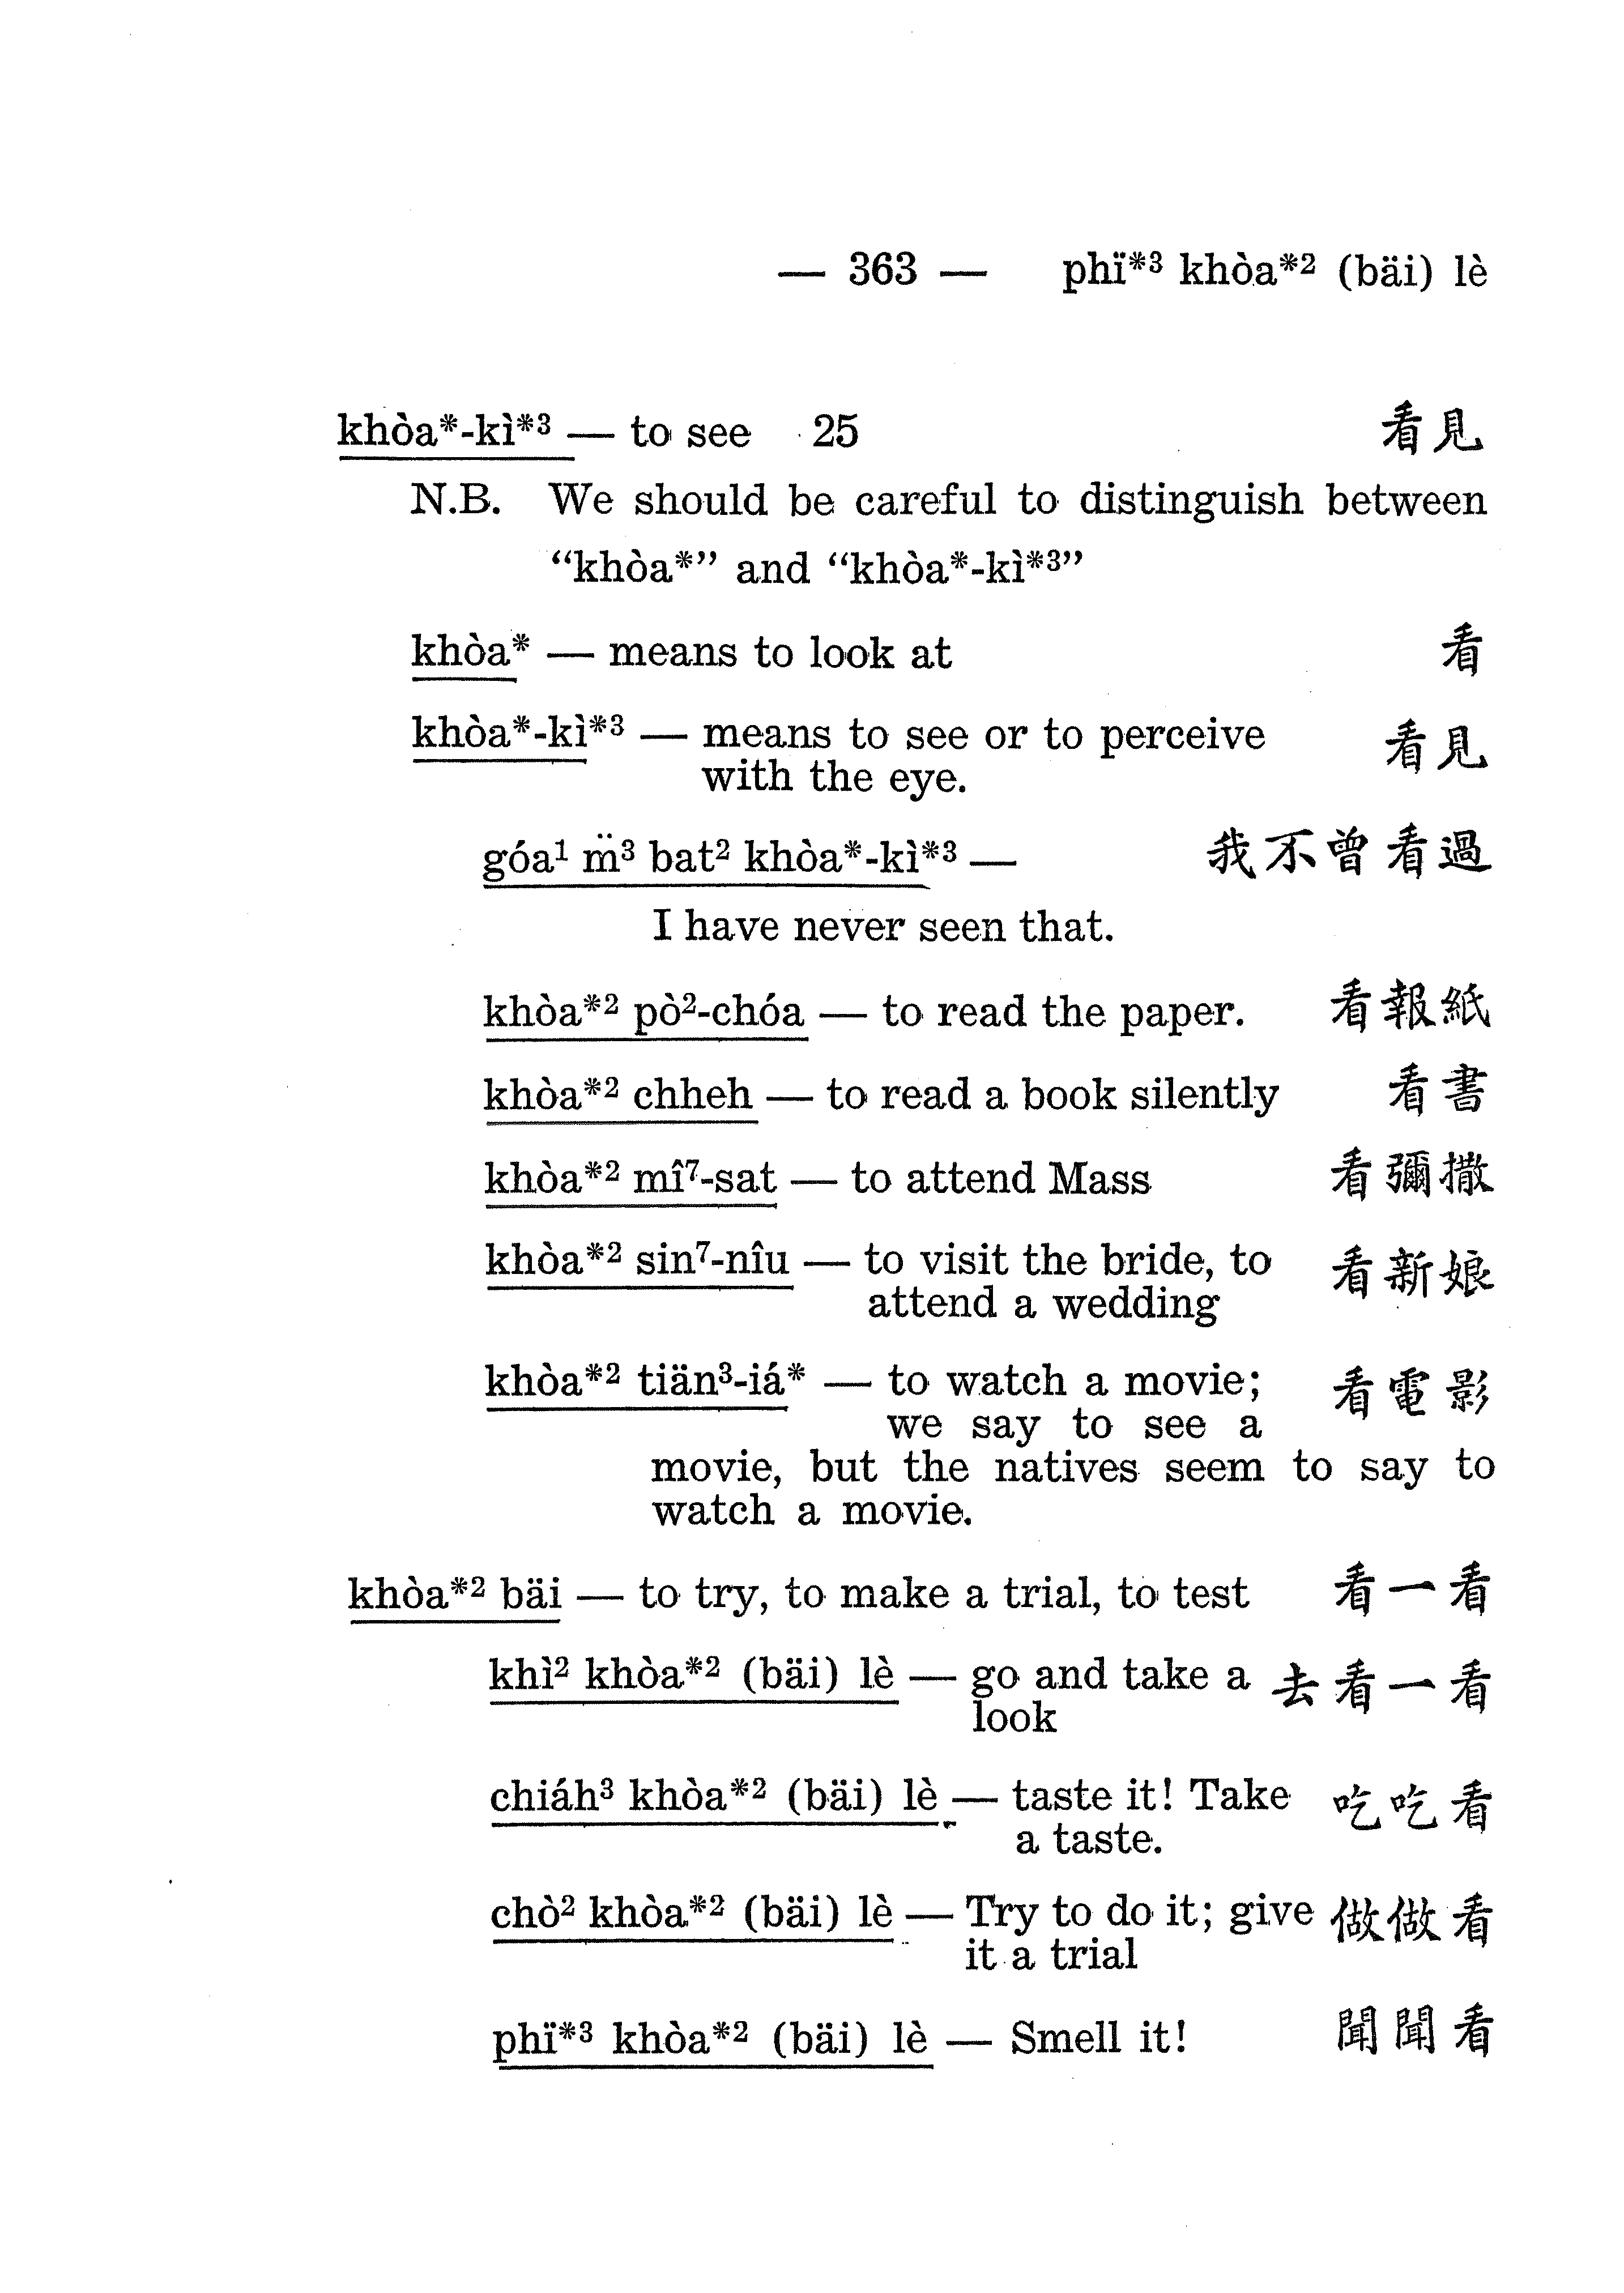 — 363 — phï*³ khòa*² (bäi) lè
khòa*-kì*³ — to see 25 看見
N.B. We should be careful to distinguish between
“khòa*” and “khòa*-kì*³”
khòa* — means to look at 看
khòa*-kì*³ — means to see or to perceive 看見
with the eye.
góa¹ m̈³ bat² khòa*-kì*³ — 我不曾看過
I have never seen that.
khòa*² pò²-chóa — to read the paper. 看報紙
khòa*² chheh — to read a book silently 看書
khòa*² mî⁷-sat — to attend Mass 看彌撒
khòa*² sin⁷-nîu — to visit the bride, to 看新娘
attend a wedding
khòa*² tiän³-iá* — to watch a movie; 看電影
we say to see a
movie, but the natives seem to say to
watch a movie.
khòa*² bäi — to try, to make a trial, to test 看一看
khì² khòa*² (bäi) lè — go and take a 去看一看
look
chiáh³ khòa*² (bäi) lè — taste it! Take 吃吃看
a taste.
chò² khòa*² (bäi) lè — Try to do it; give 做做看
it a trial
phï*³ khòa*² (bäi) lè — Smell it! 聞聞看